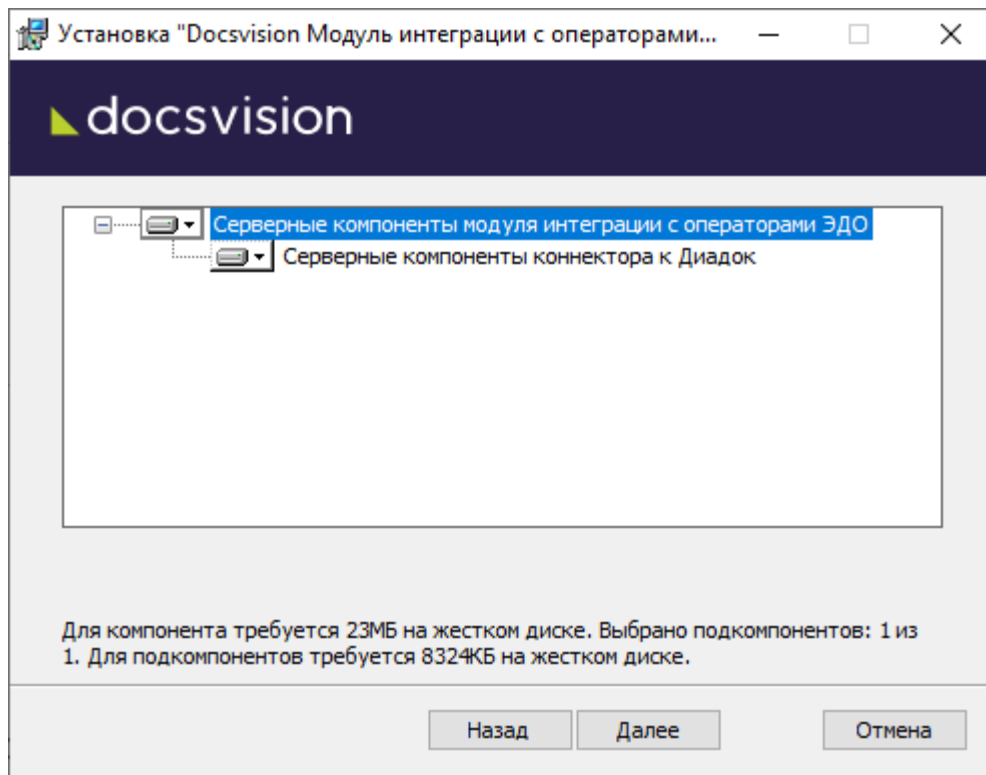 Установка "Docsvision Модуль интеграции с операторами...
docsvision
Серверные компоненты модуля интеграции с операторами ЭДО
Серверные компоненты коннектора к Диадок
Для компонента требуется 23МБ на жестком диске. Выбрано подкомпонентов: 1 из
1. Для подкомпонентов требуется 8324КБ на жестком диске.
Назад Далее Отмена